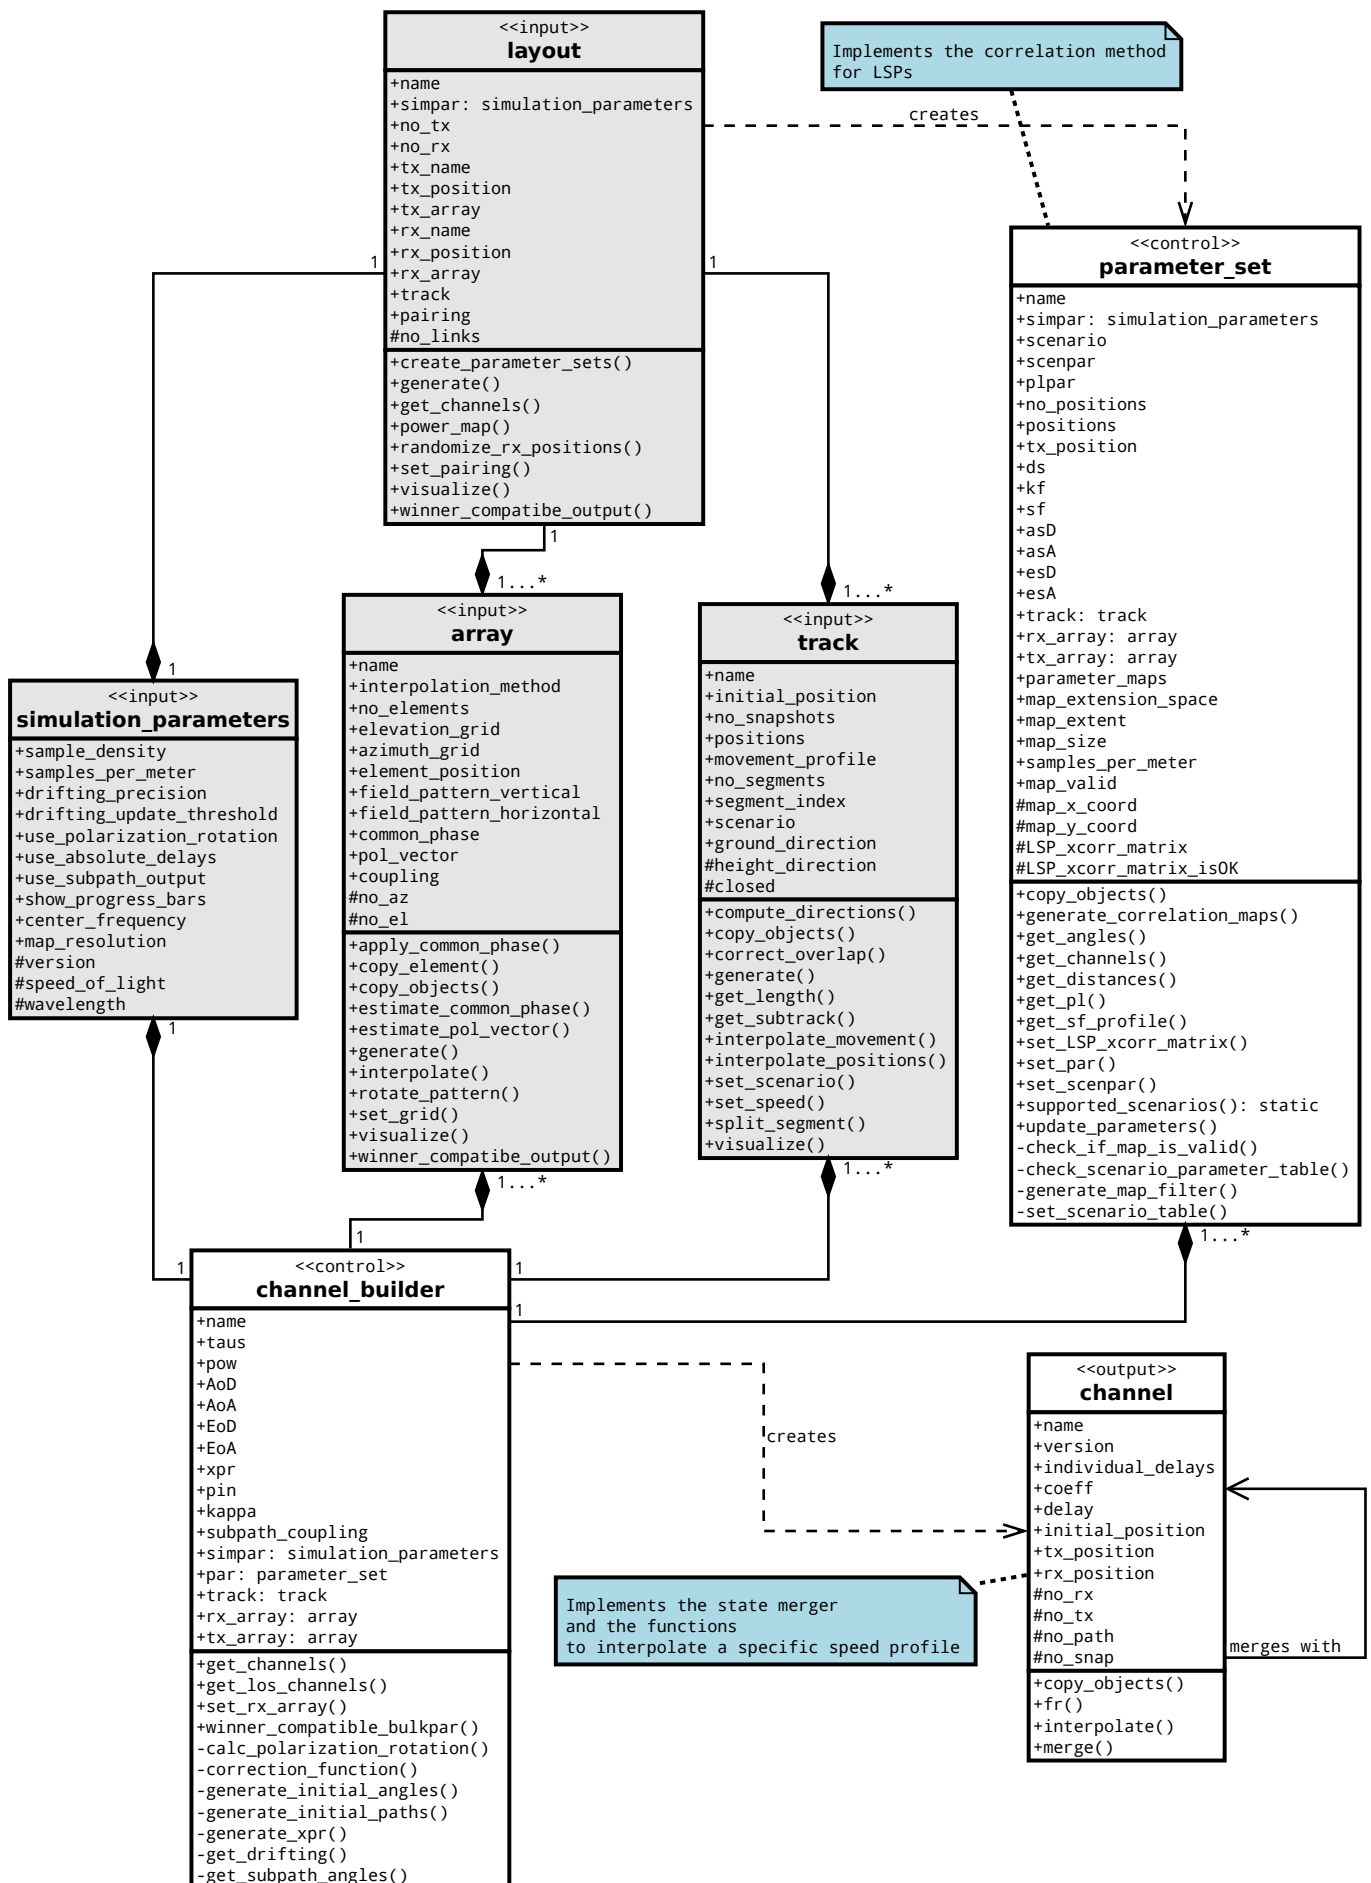 <<input>>
layout
+name
+simpar: simulation_parameters
+no_tx
+no_rx
+tx_name
+tx_position
+tx_array
+rx_name
+rx_position
+rx_array
+track
+pairing
#no_links
+create_parameter_sets()
+generate()
+get_channels()
+power_map()
+randomize_rx_positions()
+set_pairing()
+visualize()
+winner_compatibe_output()
Implements the correlation method
for LSPs
creates
1
1
1
1...*
1...*
1
<<control>>
parameter_set
+name
+simpar: simulation_parameters
+scenario
+scenpar
+plpar
+no_positions
+positions
+tx_position
+ds
+kf
+sf
+asD
+asA
+esD
+esA
+track: track
+rx_array: array
+tx_array: array
+parameter_maps
+map_extension_space
+map_extent
+map_size
+samples_per_meter
+map_valid
#map_x_coord
#map_y_coord
#LSP_xcorr_matrix
#LSP_xcorr_matrix_isOK
+copy_objects()
+generate_correlation_maps()
+get_angles()
+get_channels()
+get_distances()
+get_pl()
+get_sf_profile()
+set_LSP_xcorr_matrix()
+set_par()
+set_scenpar()
+supported_scenarios(): static
+update_parameters()
-check_if_map_is_valid()
-check_scenario_parameter_table()
-generate_map_filter()
-set_scenario_table()
<<input>>
array
+name
+interpolation_method
+no_elements
+elevation_grid
+azimuth_grid
+element_position
+field_pattern_vertical
+field_pattern_horizontal
+common_phase
+pol_vector
+coupling
#no_az
#no_el
+apply_common_phase()
+copy_element()
+copy_objects()
+estimate_common_phase()
+estimate_pol_vector()
+generate()
+interpolate()
+rotate_pattern()
+set_grid()
+visualize()
+winner_compatibe_output()
<<input>>
track
+name
+initial_position
+no_snapshots
+positions
+movement_profile
+no_segments
+segment_index
+scenario
+ground_direction
#height_direction
#closed
+compute_directions()
+copy_objects()
+correct_overlap()
+generate()
+get_length()
+get_subtrack()
+interpolate_movement()
+interpolate_positions()
+set_scenario()
+set_speed()
+split_segment()
+visualize()
<<input>>
simulation_parameters
+sample_density
+samples_per_meter
+drifting_precision
+drifting_update_threshold
+use_polarization_rotation
+use_absolute_delays
+use_subpath_output
+show_progress_bars
+center_frequency
+map_resolution
#version
#speed_of_light
#wavelength
1
1...*
1...*
1...*
1
1
1
1
<<control>>
channel_builder
+name
+taus
+pow
+AoD
+AoA
+EoD
+EoA
+xpr
+pin
+kappa
+subpath_coupling
+simpar: simulation_parameters
+par: parameter_set
+track: track
+rx_array: array
+tx_array: array
+get_channels()
+get_los_channels()
+set_rx_array()
+winner_compatible_bulkpar()
-calc_polarization_rotation()
-correction_function()
-generate_initial_angles()
-generate_initial_paths()
-generate_xpr()
-get_drifting()
-get_subpath_angles()
creates
<<output>>
channel
+name
+version
+individual_delays
+coeff
+delay
+initial_position
+tx_position
+rx_position
#no_rx
#no_tx
#no_path
#no_snap
+copy_objects()
+fr()
+interpolate()
+merge()
merges with
Implements the state merger
and the functions
to interpolate a specific speed profile